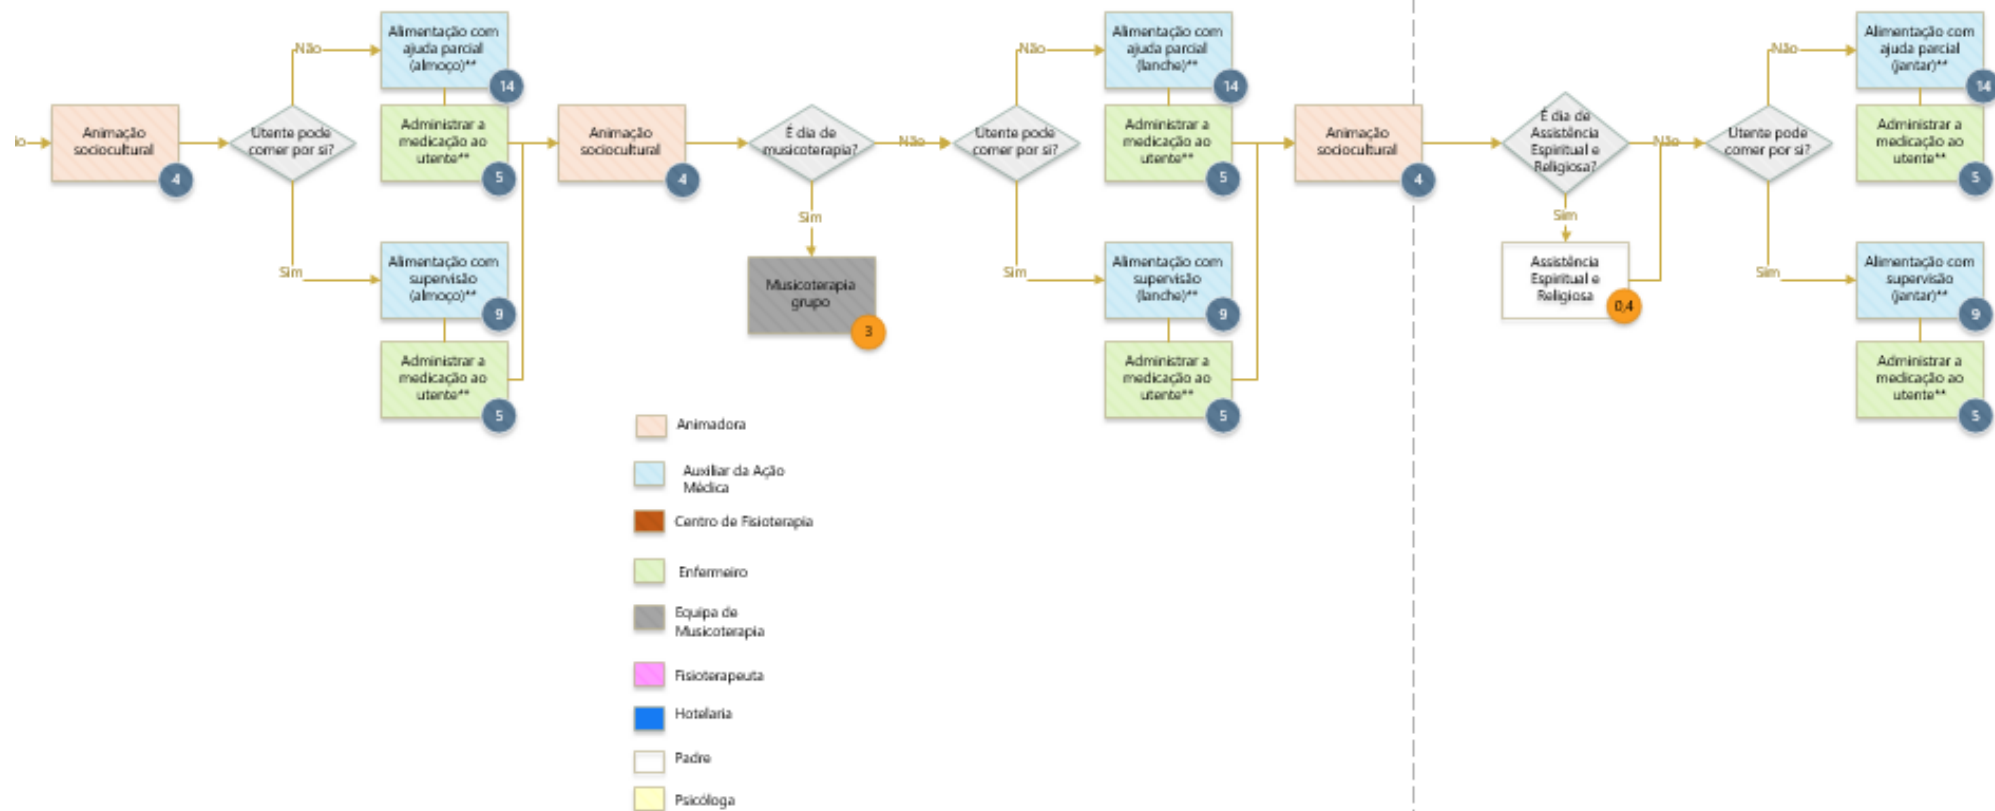 Animação
sociocultural
4
Utente pode
comer por si?
Não
Alimentação com
ajuda parcial
(almoço)**
14
Administrar a
medicação ao
utente**
5
Sim
Alimentação com
supervisão
(almoço)**
9
Administrar a
medicação ao
utente**
5
Animação
sociocultural
4
É dia de
musicoterapia?
Sim
Musicoterapia
grupo
3
Não
Utente pode
comer por si?
Não
Alimentação com
ajuda parcial
(lanche)**
14
Administrar a
medicação ao
utente**
5
Sim
Alimentação com
supervisão
(lanche)**
9
Administrar a
medicação ao
utente**
5
Animação
sociocultural
4
É dia de
Assistência
Espiritual e
Religiosa?
Sim
Assistência
Espiritual e
Religiosa
0,4
Não
Utente pode
comer por si?
Não
Alimentação com
ajuda parcial
(jantar)**
14
Administrar a
medicação ao
utente**
5
Sim
Alimentação com
supervisão
(jantar)**
9
Administrar a
medicação ao
utente**
5
Animadora
Auxiliar da Ação
Médica
Centro de Fisioterapia
Enfermeiro
Equipa de
Musicoterapia
Fisioterapeuta
Hotelaria
Padre
Psicóloga